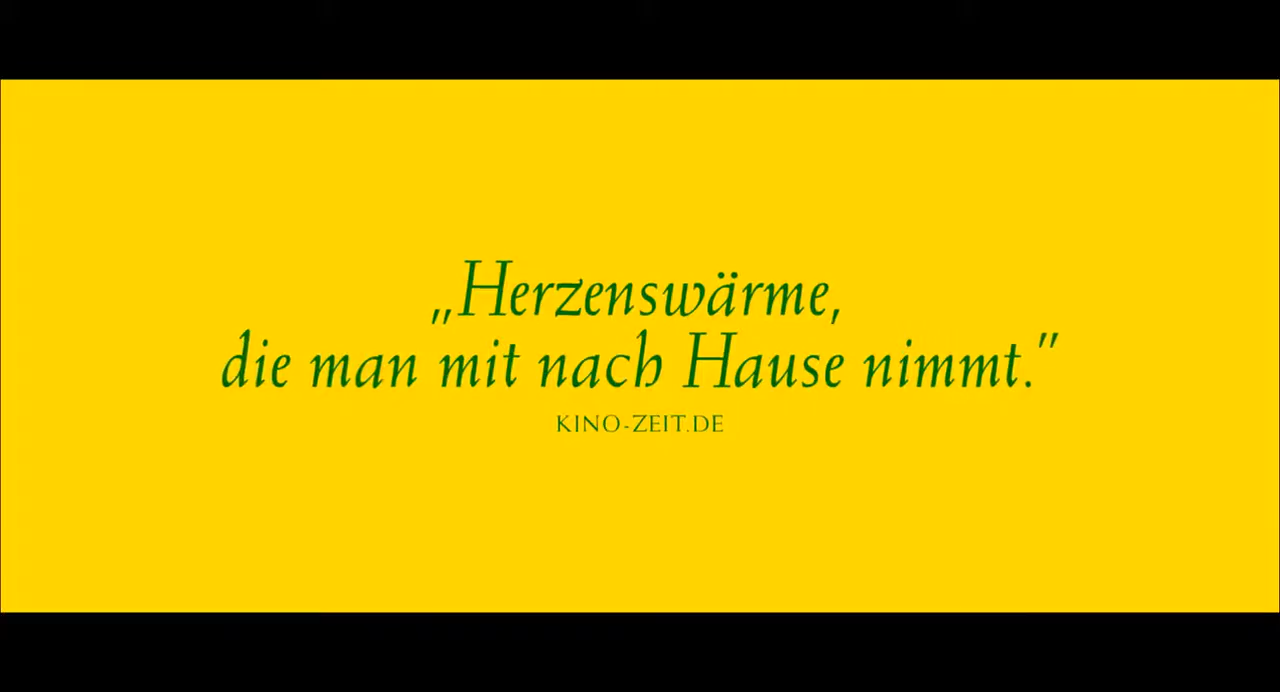 „Herzenswärme,
die man mit nach Hause nimmt.”
KINO-ZEIT.DE